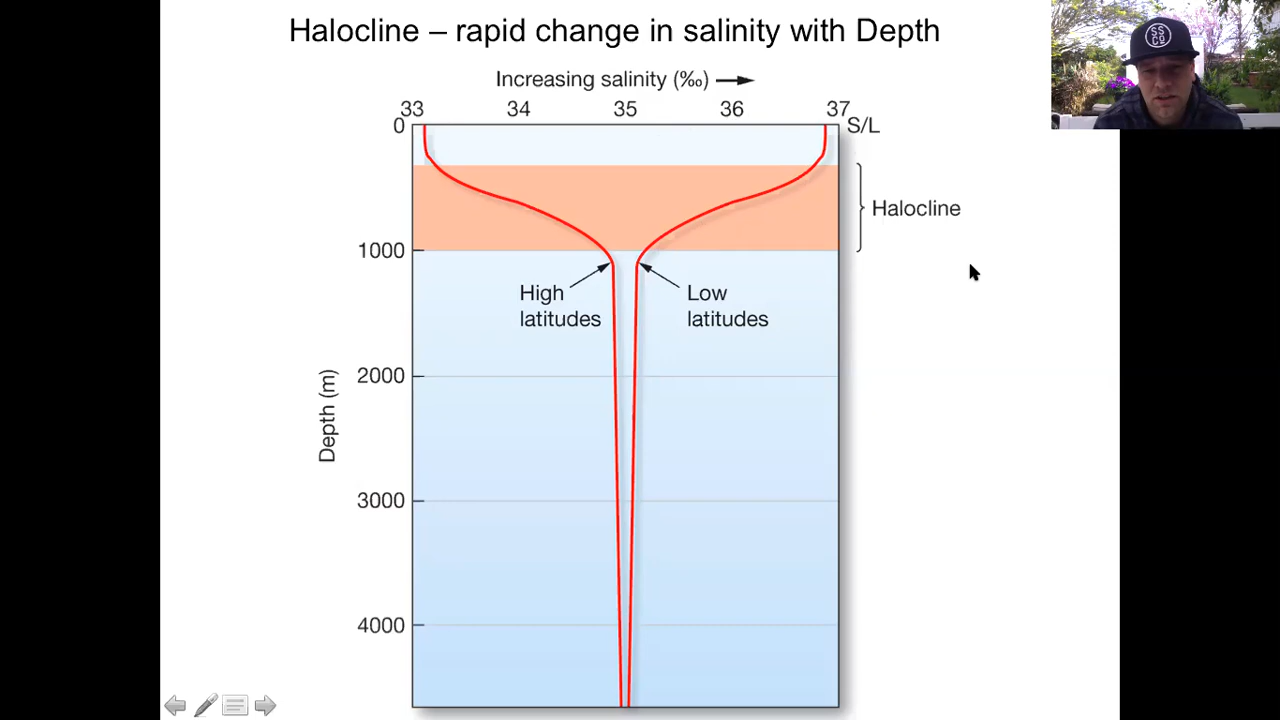 Halocline – rapid change in salinity with Depth
Increasing salinity (‰)
33 34 35 36 37
0
S/L
Halocline
1000
High
latitudes
Low
latitudes
2000
Depth (m)
3000
4000